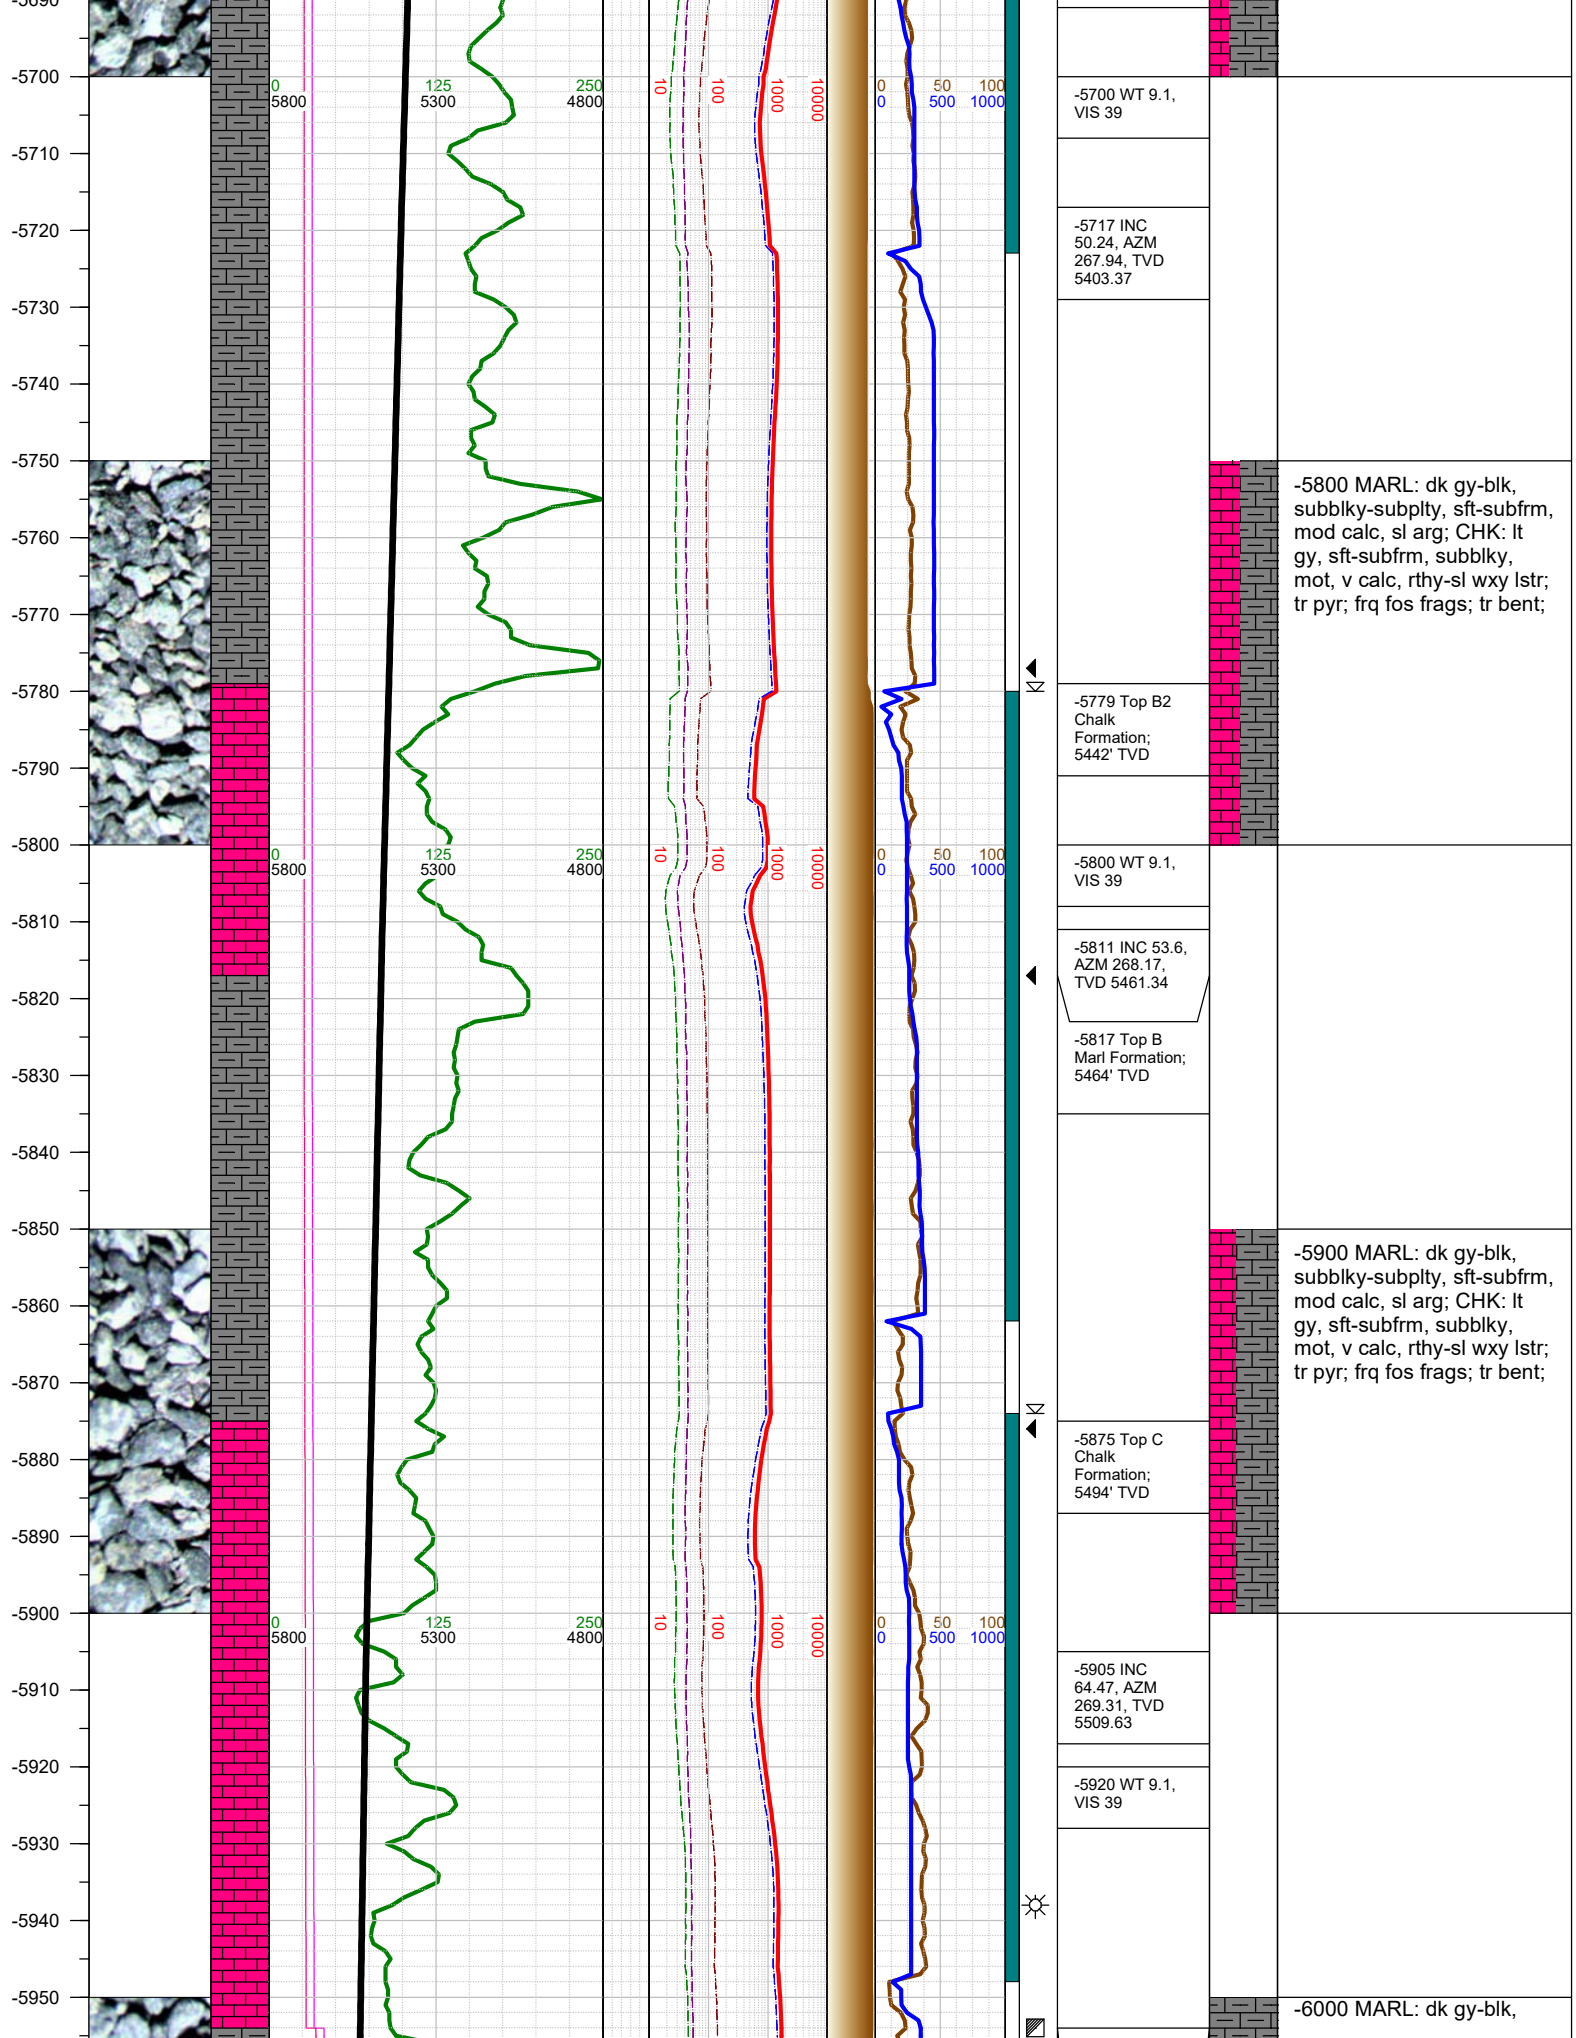 -5690
-5700
-5710
-5720
-5730
-5740
-5750
-5760
-5770
-5780
-5790
-5800
-5810
-5820
-5830
-5840
-5850
-5860
-5870
-5880
-5890
-5900
-5910
-5920
-5930
-5940
-5950
0 125 250
5800 5300 4800
10 100 1000 10000
0 50 100
0 500 1000
0 125 250
5800 5300 4800
10 100 1000 10000
0 50 100
0 500 1000
0 125 250
5800 5300 4800
10 100 1000 10000
0 50 100
0 500 1000
-5700 WT 9.1,
VIS 39
-5717 INC
50.24, AZM
267.94, TVD
5403.37
-5779 Top B2
Chalk
Formation;
5442' TVD
-5800 WT 9.1,
VIS 39
-5811 INC 53.6,
AZM 268.17,
TVD 5461.34
-5817 Top B
Marl Formation;
5464' TVD
-5875 Top C
Chalk
Formation;
5494' TVD
-5905 INC
64.47, AZM
269.31, TVD
5509.63
-5920 WT 9.1,
VIS 39
-5800 MARL: dk gy-blk,
subblky-subplty, sft-subfrm,
mod calc, sl arg; CHK: lt
gy, sft-subfrm, subblky,
mot, v calc, rthy-sl wxy lstr;
tr pyr; frq fos frags; tr bent;
-5900 MARL: dk gy-blk,
subblky-subplty, sft-subfrm,
mod calc, sl arg; CHK: lt
gy, sft-subfrm, subblky,
mot, v calc, rthy-sl wxy lstr;
tr pyr; frq fos frags; tr bent;
-6000 MARL: dk gy-blk,